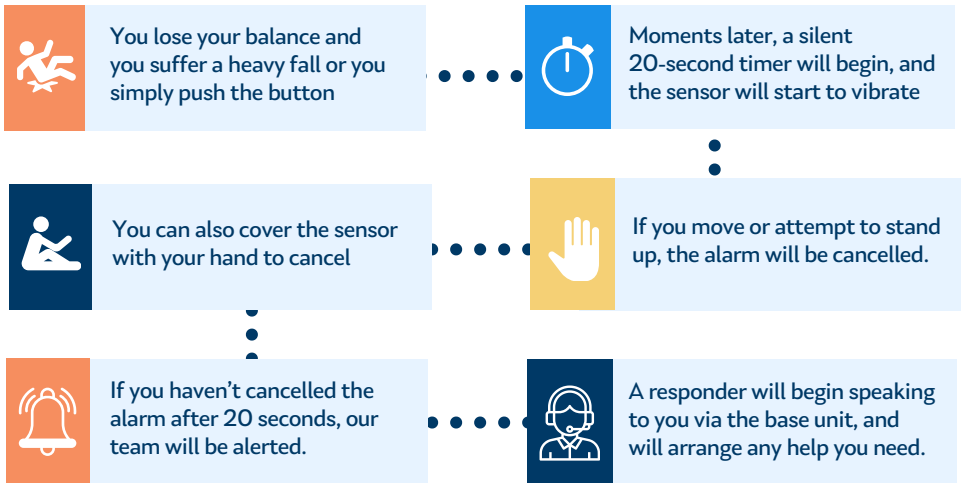 You lose your balance and
you suffer a heavy fall or you
simply push the button
Moments later, a silent
20-second timer will begin, and
the sensor will start to vibrate
If you move or attempt to stand
up, the alarm will be cancelled.
You can also cover the sensor
with your hand to cancel
If you haven’t cancelled the
alarm after 20 seconds, our
team will be alerted.
A responder will begin speaking
to you via the base unit, and
will arrange any help you need.